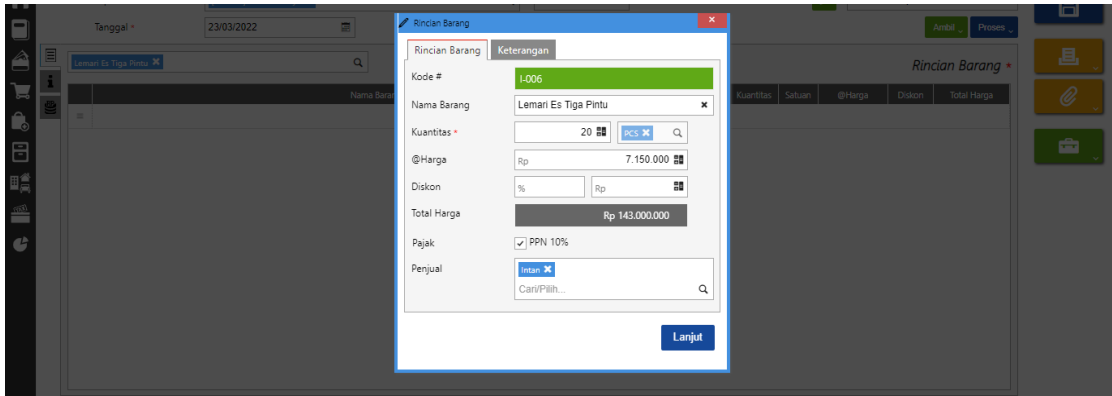 Tanggal *
23/03/2022
Rincian Barang
Ambil
Proses
Rincian Barang
Keterangan
Lemari Es Tiga Pintu
Rincian Barang *
Kode #
I-006
Nama Baran
Kuantitas
Satuan
@Harga
Diskon
Total Harga
Nama Barang
Lemari Es Tiga Pintu
Kuantitas *
20
PCS
@Harga
Rp
7.150.000
Diskon
%
Rp
Total Harga
Rp 143.000.000
Pajak
PPN 10%
Penjual
Intan
Cari/Pilih...
Lanjut